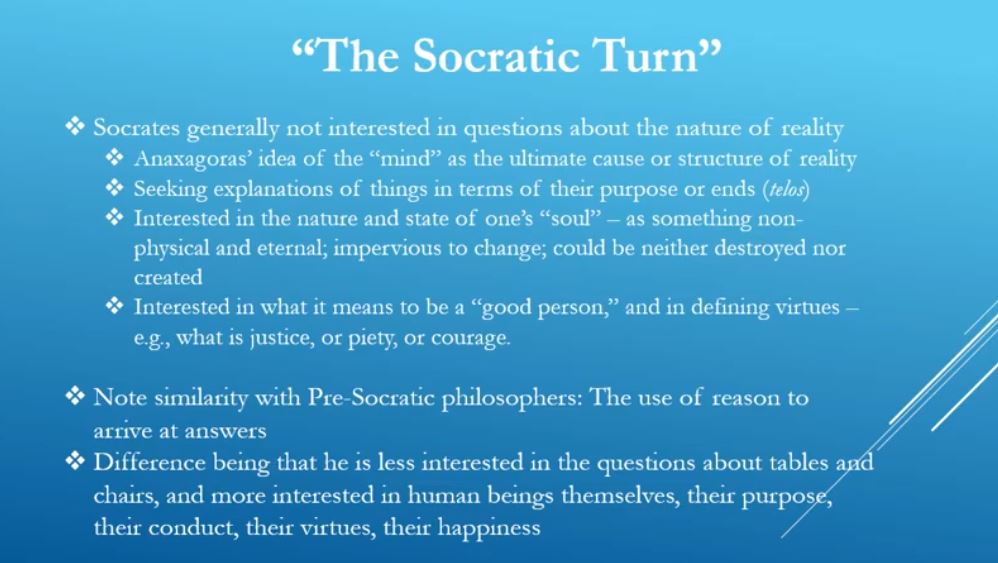 “The Socratic Turn”
❖ Socrates generally not interested in questions about the nature of reality
❖ Anaxagoras’ idea of the “mind” as the ultimate cause or structure of reality
❖ Seeking explanations of things in terms of their purpose or ends (telos)
❖ Interested in the nature and state of one’s “soul” – as something non-
physical and eternal; impervious to change; could be neither destroyed nor
created
❖ Interested in what it means to be a “good person,” and in defining virtues –
e.g., what is justice, or piety, or courage.
❖ Note similarity with Pre-Socratic philosophers: The use of reason to
arrive at answers
❖ Difference being that he is less interested in the questions about tables and
chairs, and more interested in human beings themselves, their purpose,
their conduct, their virtues, their happiness